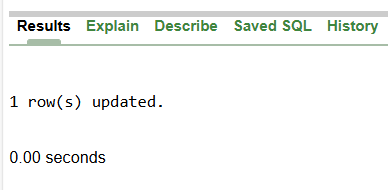 Results Explain Describe Saved SQL History
1 row(s) updated.
0.00 seconds